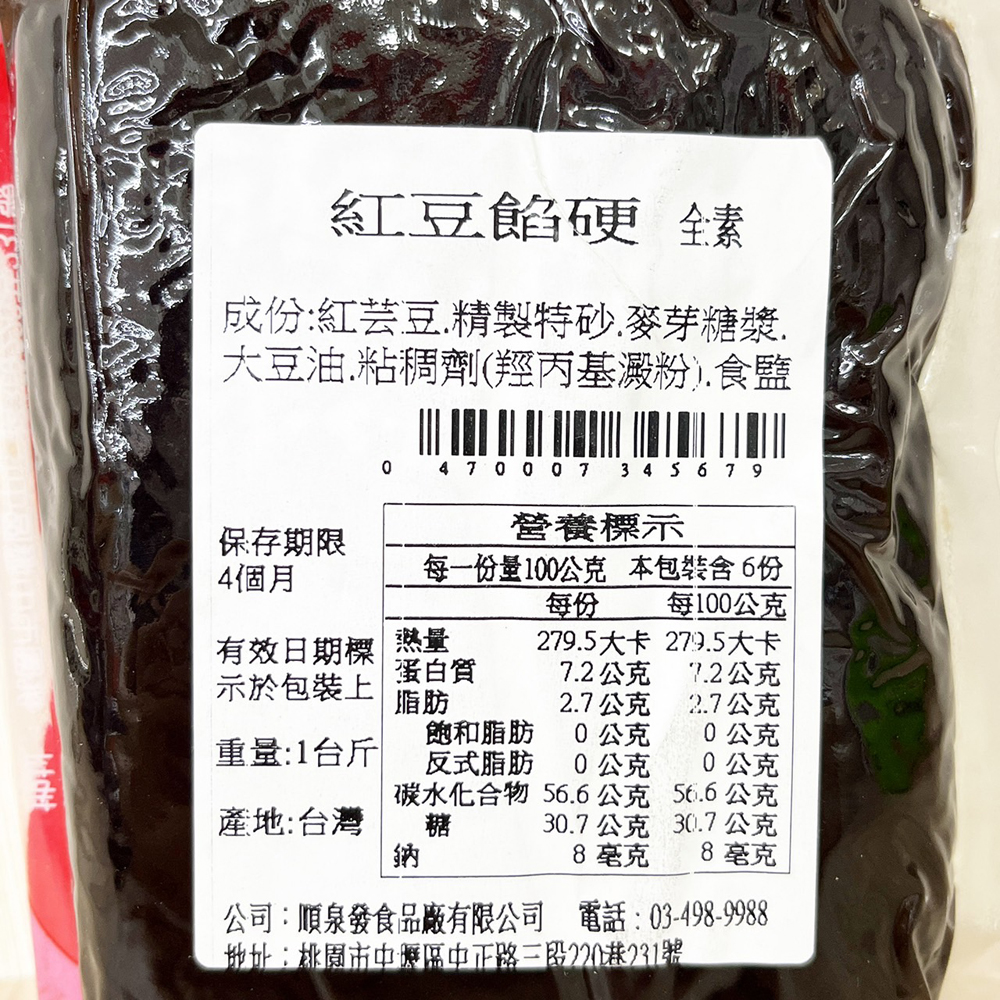 紅豆餡硬 全素
成份:紅芸豆.精製特砂.麥芽糖漿.
大豆油.粘稠劑(羥丙基澱粉).食鹽
0 470007 345679
保存期限
4個月
有效日期標
示於包裝上
重量:1台斤
產地:台灣
營養標示
每一份量100公克 本包裝含 6份
每份 每100公克
熱量 279.5大卡 279.5大卡
蛋白質 7.2公克 7.2公克
脂肪 2.7公克 2.7公克
飽和脂肪 0 公克 0 公克
反式脂肪 0 公克 0 公克
碳水化合物 56.6 公克 56.6 公克
糖 30.7 公克 30.7 公克
鈉 8 毫克 8 毫克
公司：順泉發食品廠有限公司 電話：03-498-9988
地址：桃園市中壢區中正路三段220巷231號